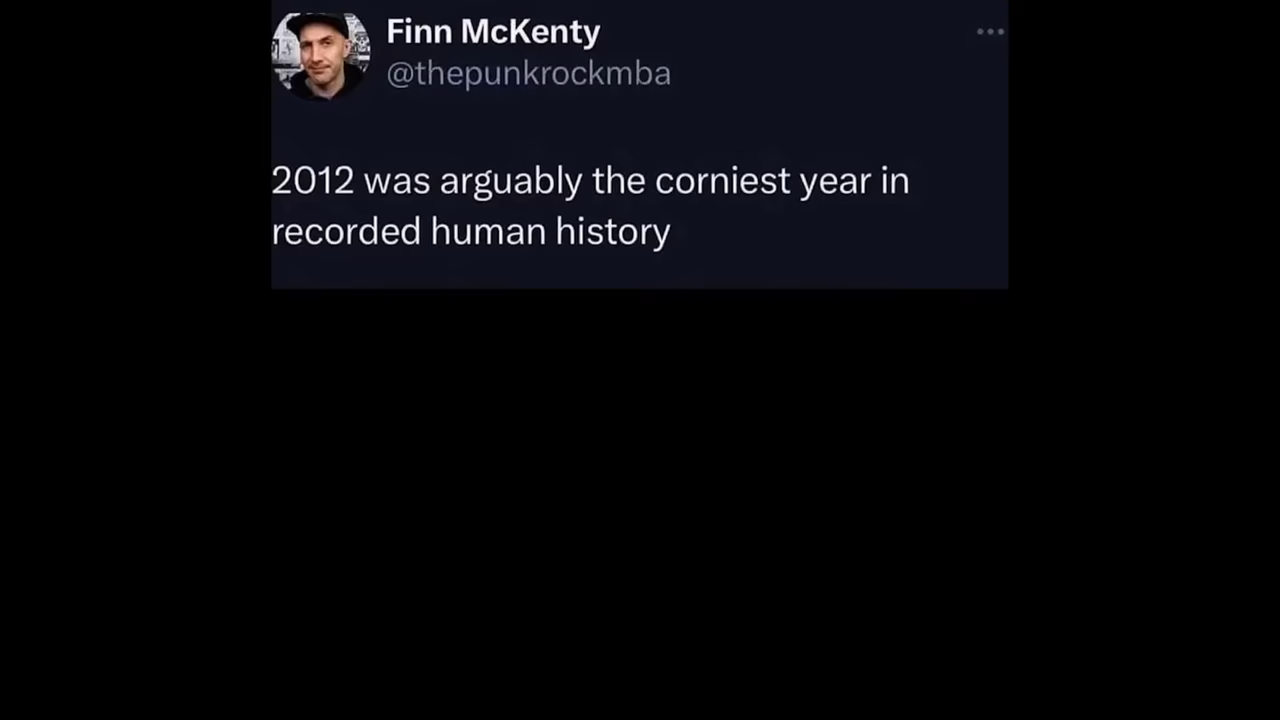 Finn McKenty
@thepunkrockmba
2012 was arguably the corniest year in
recorded human history